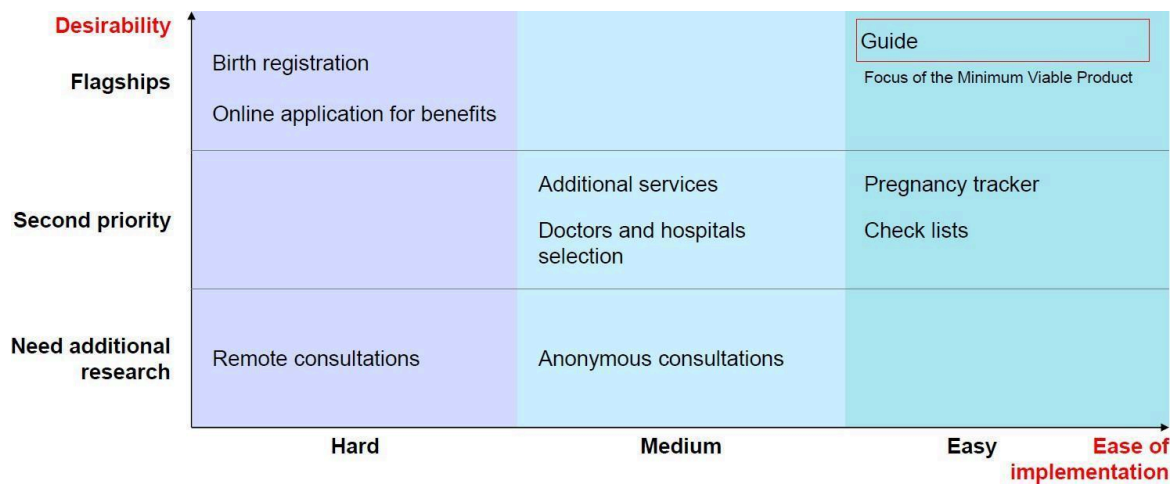 Desirability
Flagships
Birth registration
Online application for benefits
Guide
Focus of the Minimum Viable Product
Second priority
Additional services
Doctors and hospitals
selection
Pregnancy tracker
Check lists
Need additional
research
Remote consultations
Anonymous consultations
Hard
Medium
Easy
Ease of
implementation